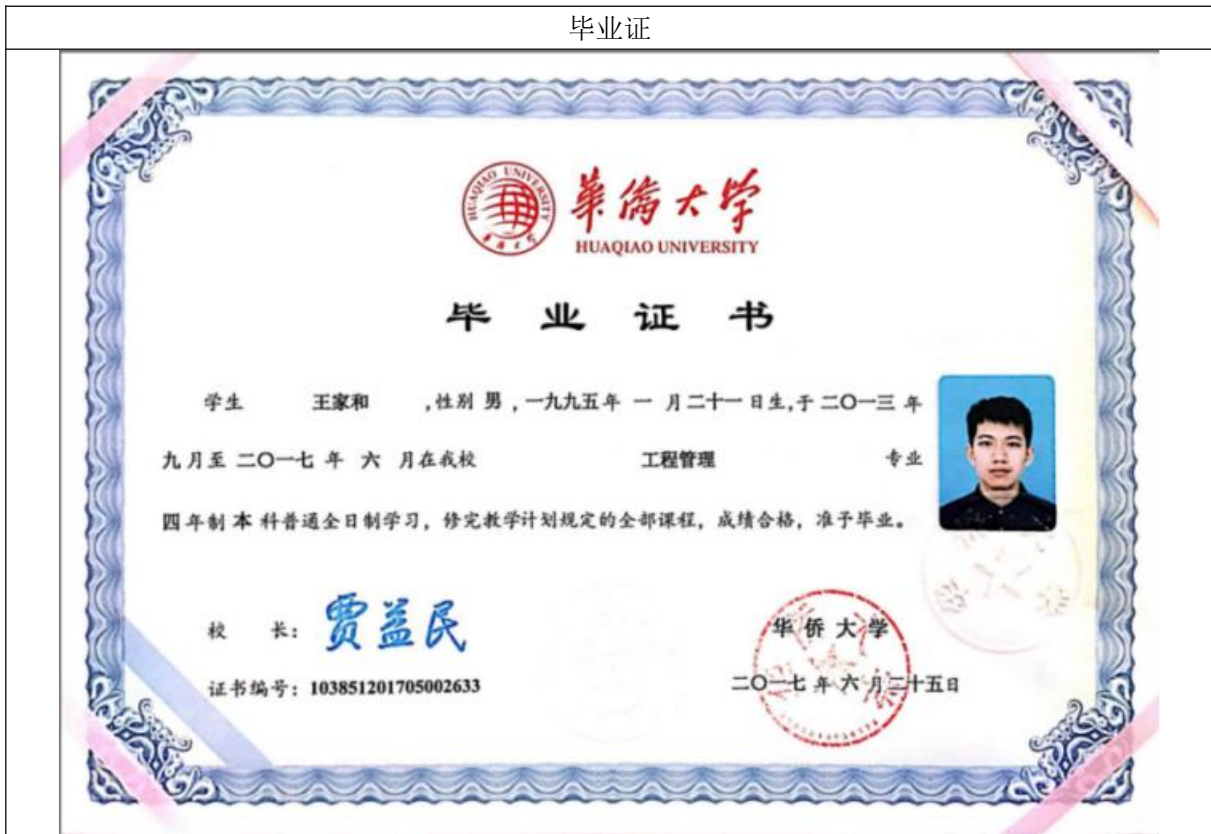 毕业证
HUAQIAO UNIVERSITY
華僑大学
HUAQIAO UNIVERSITY
毕业证书
学生 王家和 ,性别 男 , 一九九五年 一 月二十一日生,于二〇一三 年
九月至 二〇一七 年 六 月在我校 工程管理 专业
四年制 本 科普通全日制学习，修完教学计划规定的全部课程，成绩合格，准予毕业。
校 长： 贾益民
华侨大学
证书编号：103851201705002633
二〇一七年六月二十五日